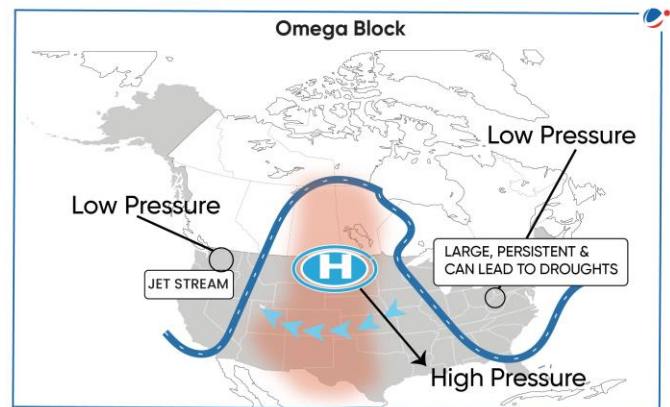 Omega Block
Low Pressure
Low Pressure
LARGE, PERSISTENT &
CAN LEAD TO DROUGHTS
JET STREAM
H
High Pressure